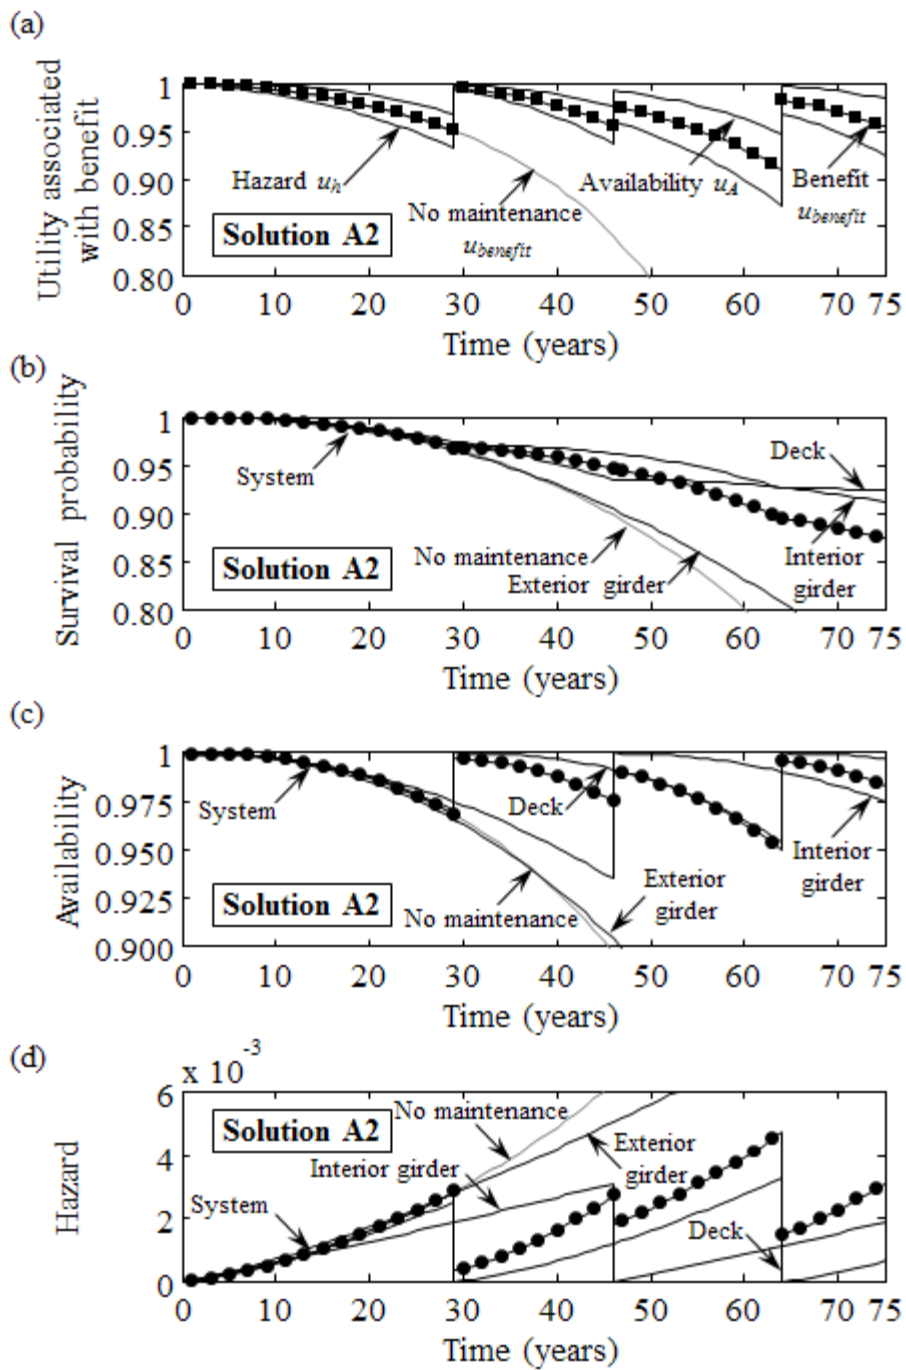 (a)
Utility associated
with benefit
1
0.95
0.90
0.85
0.80
Hazard u_h
No maintenance
u_benefit
Availability u_A
Benefit
u_benefit
Solution A2
0 10 20 30 40 50 60 70 75
Time (years)
(b)
Survival probability
1
0.95
0.90
0.85
0.80
System
Deck
No maintenance
Exterior girder
Interior
girder
Solution A2
0 10 20 30 40 50 60 70 75
Time (years)
(c)
Availability
1
0.975
0.950
0.925
0.900
System
Deck
No maintenance
Exterior
girder
Interior
girder
Solution A2
0 10 20 30 40 50 60 70 75
Time (years)
(d)
x 10^-3
Hazard
6
4
2
0
Solution A2
No maintenance
Interior girder
Exterior
girder
System
Deck
0 10 20 30 40 50 60 70 75
Time (years)